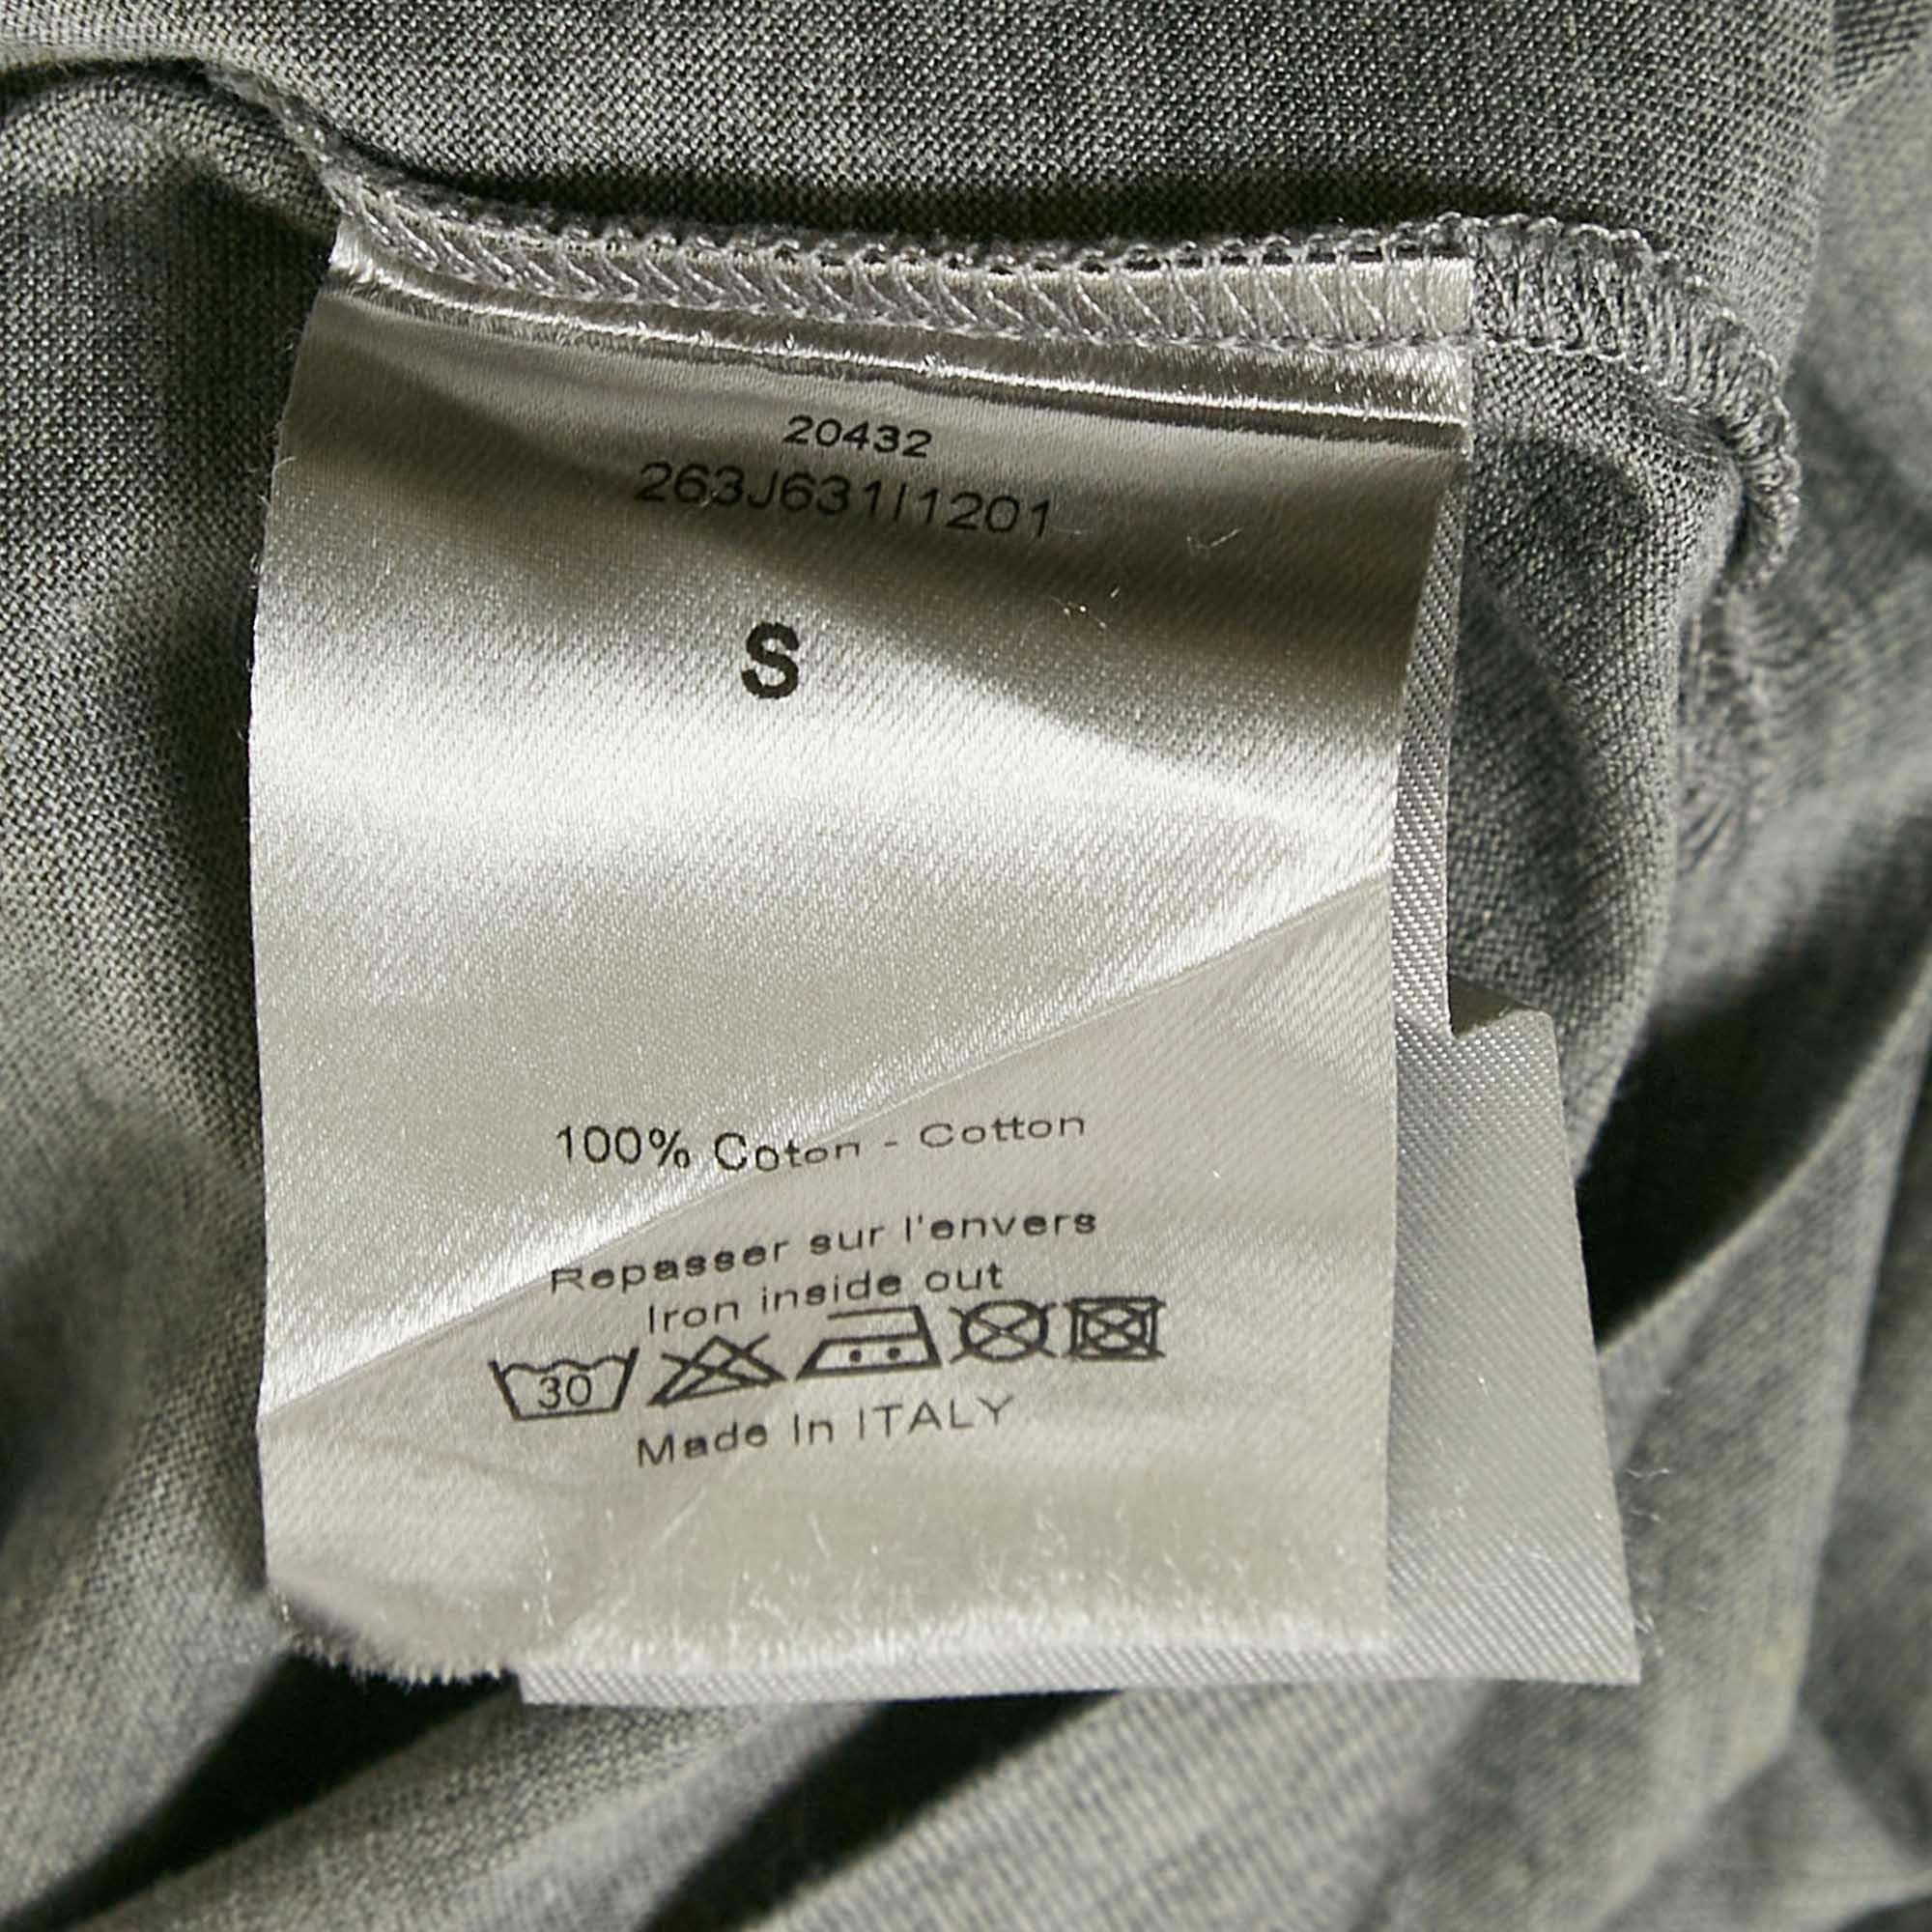 20432
263J631I1201
S
100% Coton - Cotton
Repasser sur l'envers
Iron inside out
30
Made In ITALY